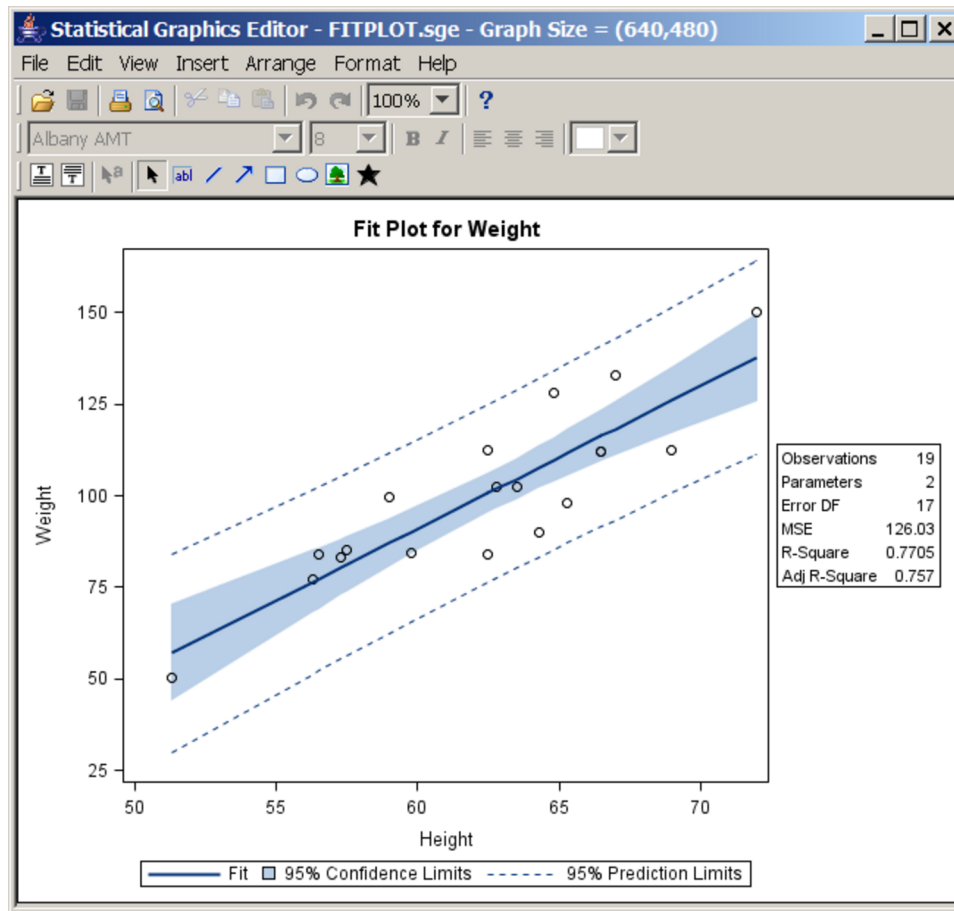 Statistical Graphics Editor - FITPLOT.sge - Graph Size = (640,480)
File Edit View Insert Arrange Format Help
100% ?
Albany AMT 8 B I
T T a abl
Fit Plot for Weight
150
125
100
75
50
25
Weight
50 55 60 65 70
Height
Observations 19
Parameters 2
Error DF 17
MSE 126.03
R-Square 0.7705
Adj R-Square 0.757
Fit 95% Confidence Limits 95% Prediction Limits